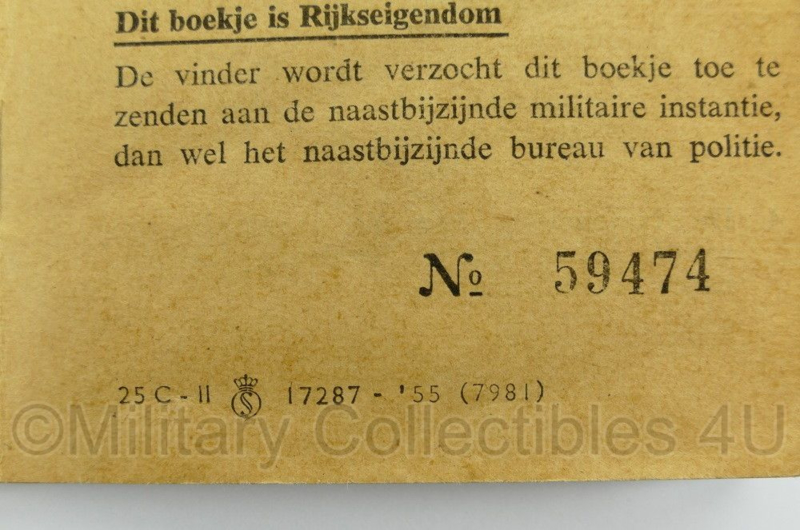 Dit boekje is Rijkseigendom
De vinder wordt verzocht dit boekje toe te
zenden aan de naastbijzijnde militaire instantie,
dan wel het naastbijzijnde bureau van politie.
№ 59474
25 C - II S 17287 - '55 (7981)
©Military Collectibles 4U